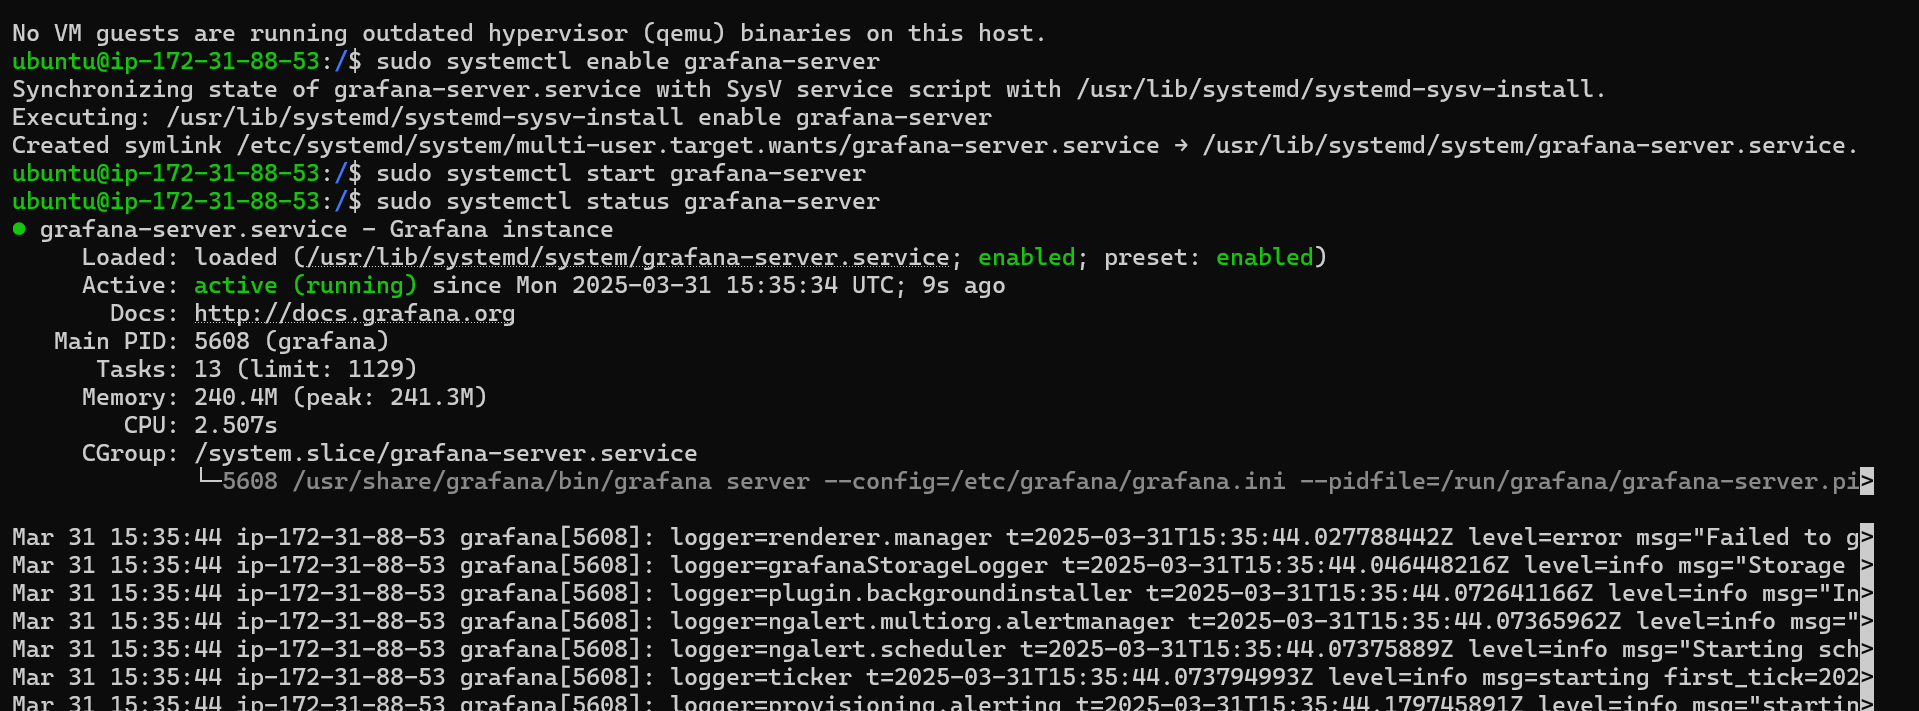 No VM guests are running outdated hypervisor (qemu) binaries on this host.
ubuntu@ip-172-31-88-53:/$ sudo systemctl enable grafana-server
Synchronizing state of grafana-server.service with SysV service script with /usr/lib/systemd/systemd-sysv-install.
Executing: /usr/lib/systemd/systemd-sysv-install enable grafana-server
Created symlink /etc/systemd/system/multi-user.target.wants/grafana-server.service → /usr/lib/systemd/system/grafana-server.service.
ubuntu@ip-172-31-88-53:/$ sudo systemctl start grafana-server
ubuntu@ip-172-31-88-53:/$ sudo systemctl status grafana-server
● grafana-server.service - Grafana instance
     Loaded: loaded (/usr/lib/systemd/system/grafana-server.service; enabled; preset: enabled)
     Active: active (running) since Mon 2025-03-31 15:35:34 UTC; 9s ago
       Docs: http://docs.grafana.org
   Main PID: 5608 (grafana)
      Tasks: 13 (limit: 1129)
     Memory: 240.4M (peak: 241.3M)
        CPU: 2.507s
     CGroup: /system.slice/grafana-server.service
             └─5608 /usr/share/grafana/bin/grafana server --config=/etc/grafana/grafana.ini --pidfile=/run/grafana/grafana-server.pi>
Mar 31 15:35:44 ip-172-31-88-53 grafana[5608]: logger=renderer.manager t=2025-03-31T15:35:44.027788442Z level=error msg="Failed to g>
Mar 31 15:35:44 ip-172-31-88-53 grafana[5608]: logger=grafanaStorageLogger t=2025-03-31T15:35:44.046448216Z level=info msg="Storage >
Mar 31 15:35:44 ip-172-31-88-53 grafana[5608]: logger=plugin.backgroundinstaller t=2025-03-31T15:35:44.072641166Z level=info msg="In>
Mar 31 15:35:44 ip-172-31-88-53 grafana[5608]: logger=ngalert.multiorg.alertmanager t=2025-03-31T15:35:44.07365962Z level=info msg=">
Mar 31 15:35:44 ip-172-31-88-53 grafana[5608]: logger=ngalert.scheduler t=2025-03-31T15:35:44.07375889Z level=info msg="Starting sch>
Mar 31 15:35:44 ip-172-31-88-53 grafana[5608]: logger=ticker t=2025-03-31T15:35:44.073794993Z level=info msg=starting first_tick=202>
Mar 31 15:35:44 ip-172-31-88-53 grafana[5608]: logger=provisioning.alerting t=2025-03-31T15:35:44.179745891Z level=info msg="startin>